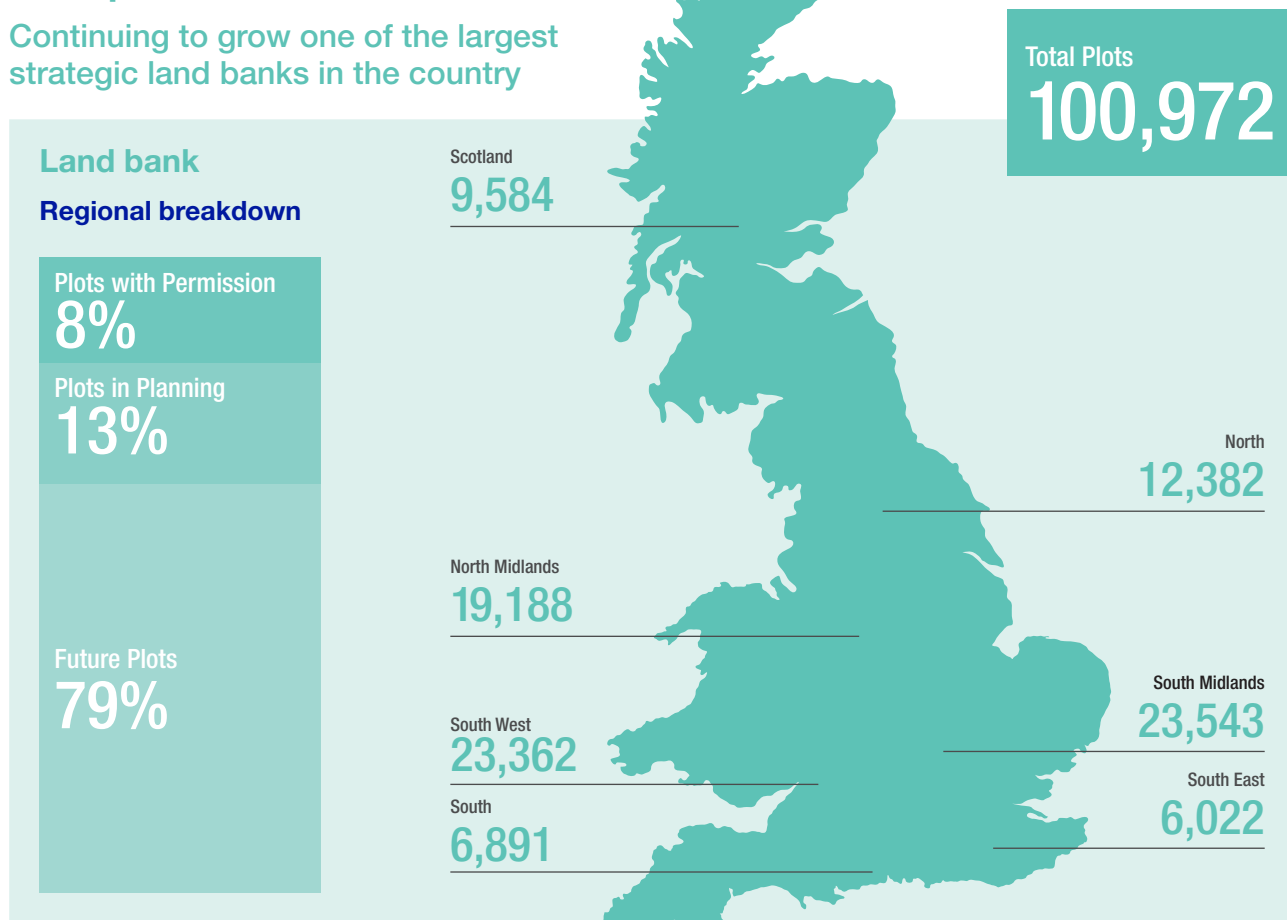 Continuing to grow one of the largest
strategic land banks in the country
Total Plots
100,972
Land bank
Regional breakdown
Plots with Permission
8%
Plots in Planning
13%
Future Plots
79%
Scotland
9,584
North
12,382
North Midlands
19,188
South Midlands
23,543
South West
23,362
South East
6,022
South
6,891